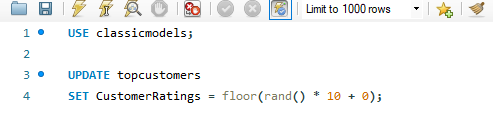 Limit to 1000 rows
1 USE classicmodels;
2
3 UPDATE topcustomers
4 SET CustomerRatings = floor(rand() * 10 + 0);